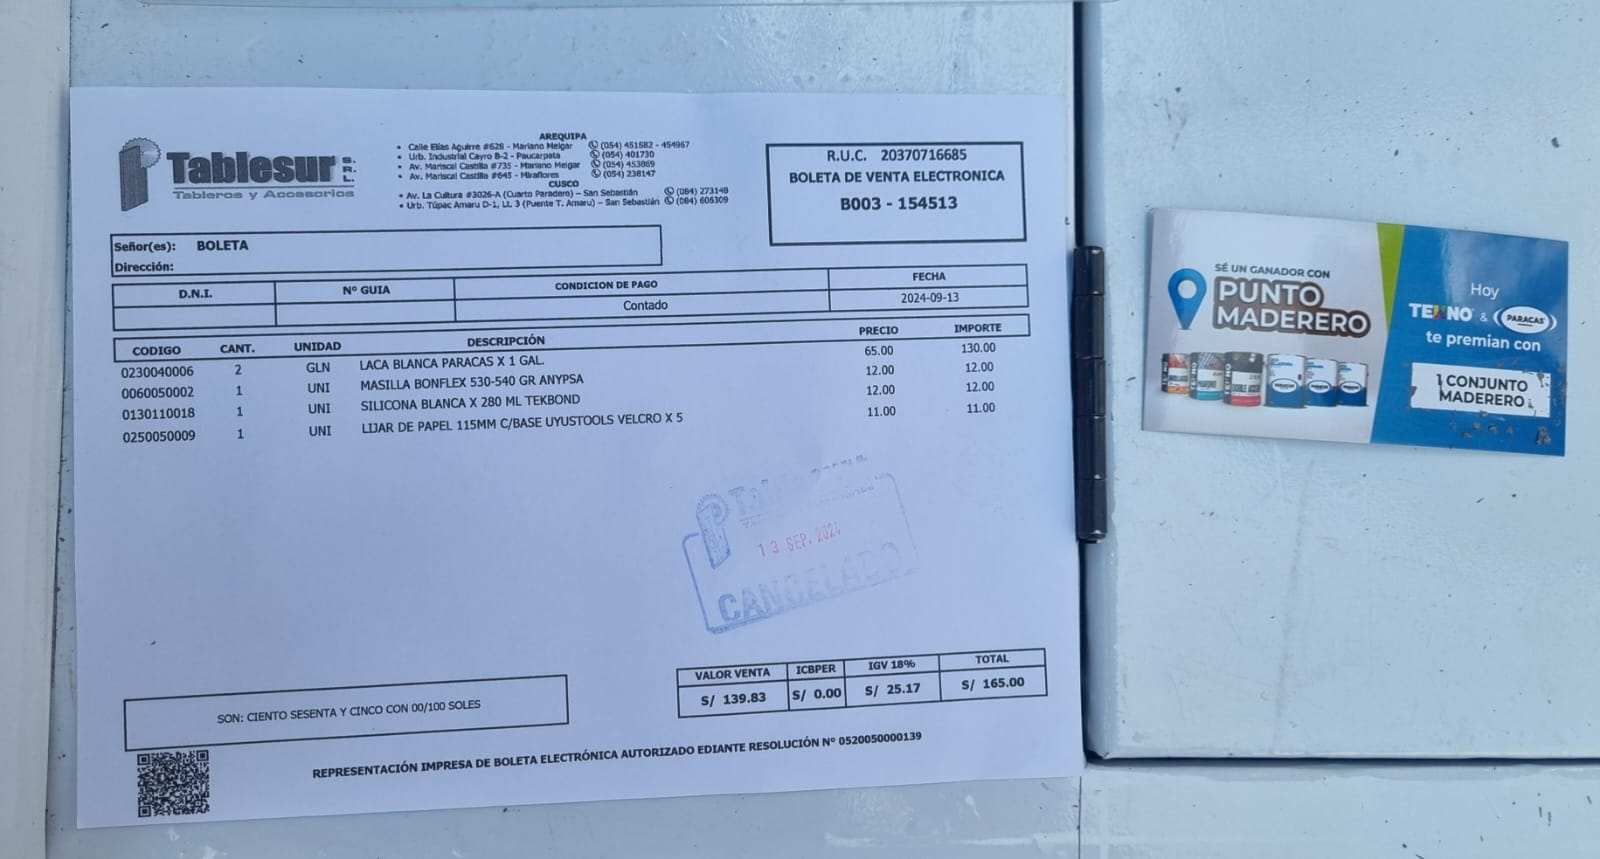 Tablesur S.R.L.
Tableros y Accesorios
AREQUIPA
• Calle Elías Aguirre #628 - Mariano Melgar (054) 451582 - 454967
• Urb. Industrial Cayro B-2 - Paucarpata (054) 401730
• Av. Mariscal Castilla #735 - Mariano Melgar (054) 453869
• Av. Mariscal Castilla #645 - Miraflores (054) 238147
CUSCO
• Av. La Cultura #3026-A (Cuarto Paradero) – San Sebastián (084) 273148
• Urb. Túpac Amaru D-1, Lt. 3 (Puente T. Amaru) – San Sebastián (084) 606309
R.U.C. 20370716685
BOLETA DE VENTA ELECTRONICA
B003 - 154513
Señor(es): BOLETA
Dirección:
D.N.I. Nº GUIA CONDICION DE PAGO FECHA
Contado 2024-09-13
CODIGO CANT. UNIDAD DESCRIPCIÓN PRECIO IMPORTE
0230040006 2 GLN LACA BLANCA PARACAS X 1 GAL. 65.00 130.00
0060050002 1 UNI MASILLA BONFLEX 530-540 GR ANYPSA 12.00 12.00
0130110018 1 UNI SILICONA BLANCA X 280 ML TEKBOND 12.00 12.00
0250050009 1 UNI LIJAR DE PAPEL 115MM C/BASE UYUSTOOLS VELCRO X 5 11.00 11.00
13 SEP. 2024
CANCELADO
VALOR VENTA ICBPER IGV 18% TOTAL
S/ 139.83 S/ 0.00 S/ 25.17 S/ 165.00
SON: CIENTO SESENTA Y CINCO CON 00/100 SOLES
REPRESENTACIÓN IMPRESA DE BOLETA ELECTRÓNICA AUTORIZADO EDIANTE RESOLUCIÓN Nº 0520050000139
SÉ UN GANADOR CON
PUNTO
MADERERO
Hoy
TEKNO & PARACAS
te premian con
1 CONJUNTO
MADERERO